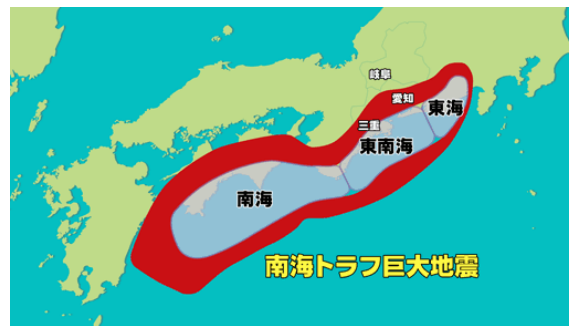 岐阜
愛知
東海
三重
東南海
南海
南海トラフ巨大地震